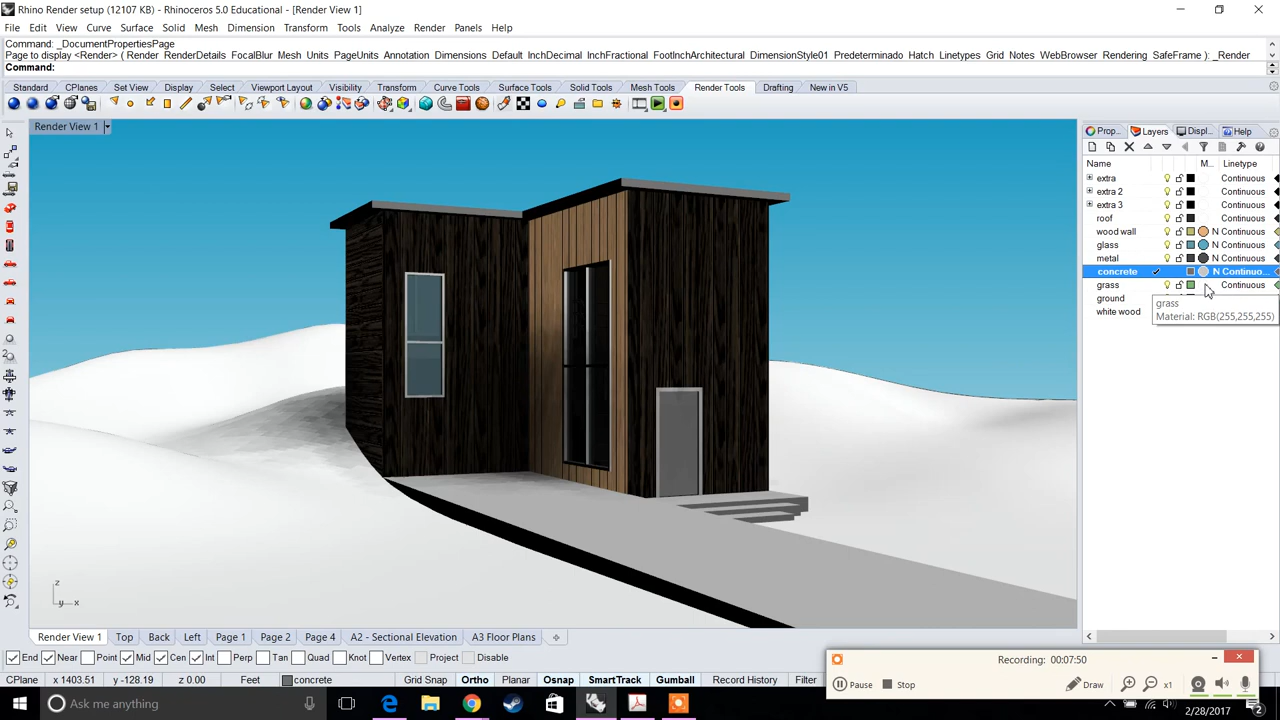 Rhino Render setup (12107 KB) - Rhinoceros 5.0 Educational - [Render View 1]
File Edit View Curve Surface Solid Mesh Dimension Transform Tools Analyze Render Panels Help
Command: _DocumentPropertiesPage
Page to display <Render> ( Render RenderDetails FocalBlur Mesh Units PageUnits Annotation Dimensions Default InchDecimal InchFractional FootInchArchitectural DimensionStyle01 Predeterminado Hatch Linetypes Grid Notes WebBrowser Rendering SafeFrame ): _Render
Command:
Standard CPlanes Set View Display Select Viewport Layout Visibility Transform Curve Tools Surface Tools Solid Tools Mesh Tools Render Tools Drafting New in V5
Render View 1
Prop... Layers Displ... Help
Name M... Linetype
extra Continuous
extra 2 Continuous
extra 3 Continuous
roof Continuous
wood wall N Continuous
glass N Continuous
metal N Continuous
concrete N Continuo...
grass Continuous
ground
white wood
grass
Material: RGB(255,255,255)
z
y x
Render View 1 Top Back Left Page 1 Page 2 Page 4 A2 - Sectional Elevation A3 Floor Plans
End Near Point Mid Cen Int Perp Tan Quad Knot Vertex Project Disable
CPlane x 1403.51 y -128.19 z 0.00 Feet concrete Grid Snap Ortho Planar Osnap SmartTrack Gumball Record History Filter
Recording: 00:07:50
Pause Stop Draw x1
Ask me anything
2/28/2017